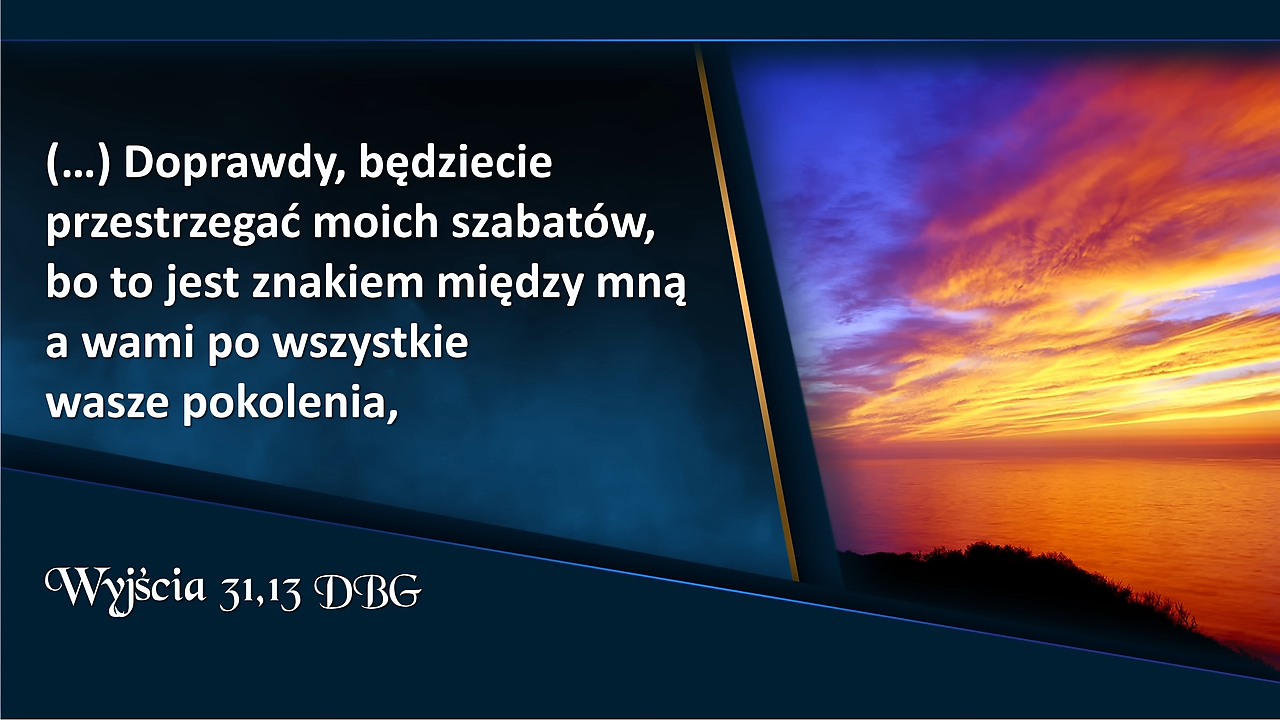 (...) Doprawdy, będziecie
przestrzegać moich szabatów,
bo to jest znakiem między mną
a wami po wszystkie
wasze pokolenia,
Wyjścia 31,13 DBG